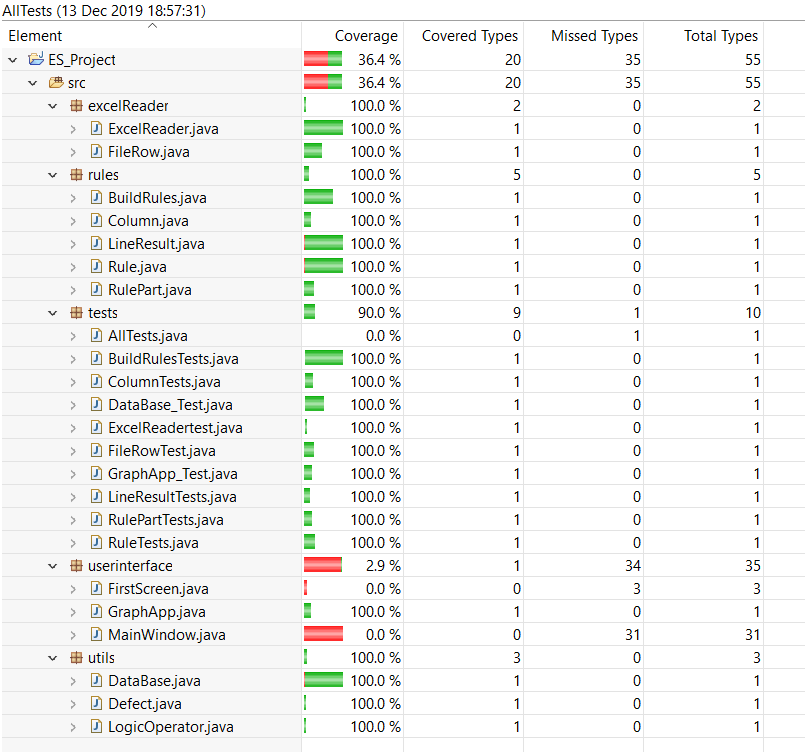 AllTests (13 Dec 2019 18:57:31)
Element Coverage Covered Types Missed Types Total Types
ES_Project 36.4 % 20 35 55
src 36.4 % 20 35 55
excelReader 100.0 % 2 0 2
ExcelReader.java 100.0 % 1 0 1
FileRow.java 100.0 % 1 0 1
rules 100.0 % 5 0 5
BuildRules.java 100.0 % 1 0 1
Column.java 100.0 % 1 0 1
LineResult.java 100.0 % 1 0 1
Rule.java 100.0 % 1 0 1
RulePart.java 100.0 % 1 0 1
tests 90.0 % 9 1 10
AllTests.java 0.0 % 0 1 1
BuildRulesTests.java 100.0 % 1 0 1
ColumnTests.java 100.0 % 1 0 1
DataBase_Test.java 100.0 % 1 0 1
ExcelReadertest.java 100.0 % 1 0 1
FileRowTest.java 100.0 % 1 0 1
GraphApp_Test.java 100.0 % 1 0 1
LineResultTests.java 100.0 % 1 0 1
RulePartTests.java 100.0 % 1 0 1
RuleTests.java 100.0 % 1 0 1
userinterface 2.9 % 1 34 35
FirstScreen.java 0.0 % 0 3 3
GraphApp.java 100.0 % 1 0 1
MainWindow.java 0.0 % 0 31 31
utils 100.0 % 3 0 3
DataBase.java 100.0 % 1 0 1
Defect.java 100.0 % 1 0 1
LogicOperator.java 100.0 % 1 0 1